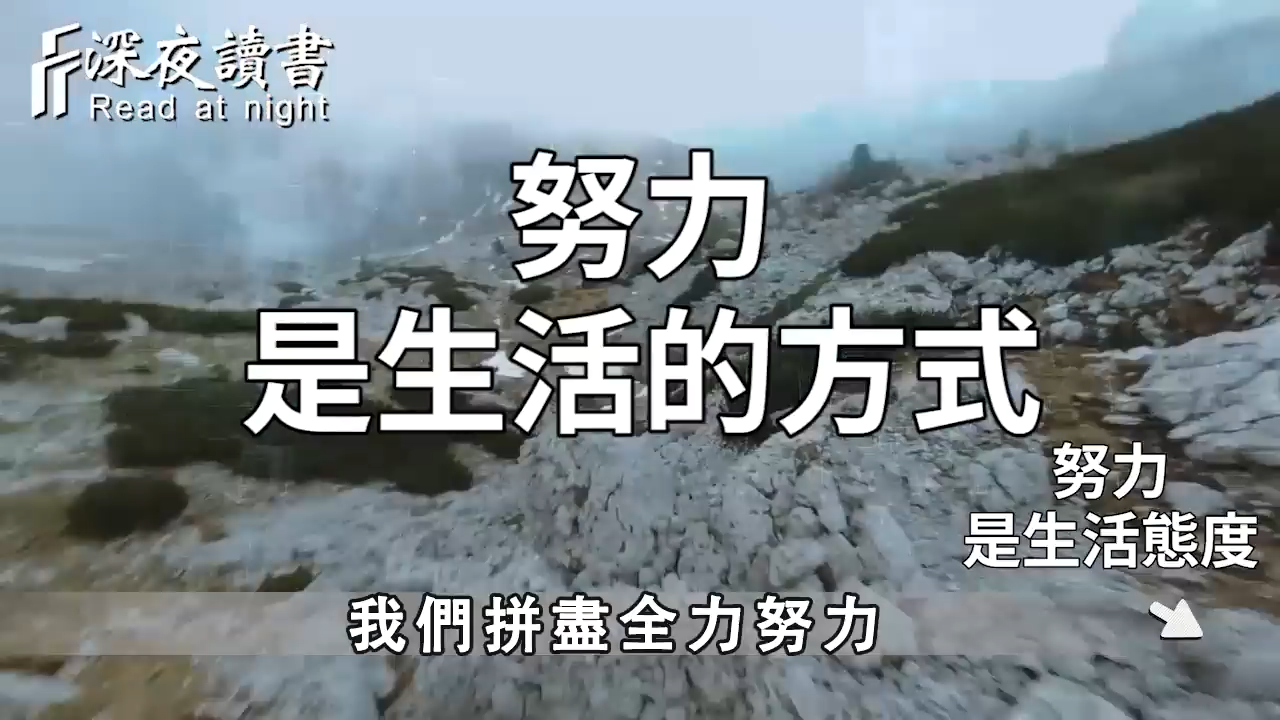 深夜讀書
Read at night
努力
是生活的方式
努力
是生活態度
我們拼盡全力努力